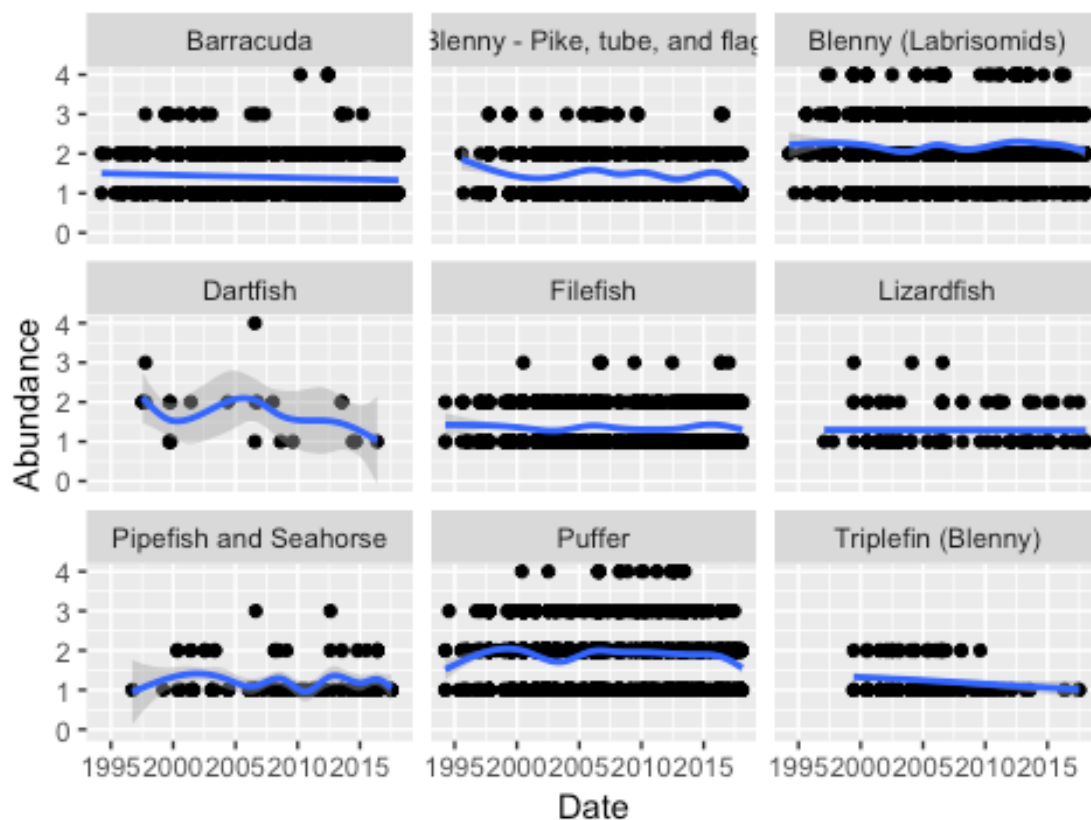 Barracuda
Blenny - Pike, tube, and flag
Blenny (Labrisomids)
4
3
2
1
0
Dartfish
Filefish
Lizardfish
Abundance
4
3
2
1
0
Pipefish and Seahorse
Puffer
Triplefin (Blenny)
4
3
2
1
0
1995 2000 2005 2010 2015
1995 2000 2005 2010 2015
1995 2000 2005 2010 2015
Date